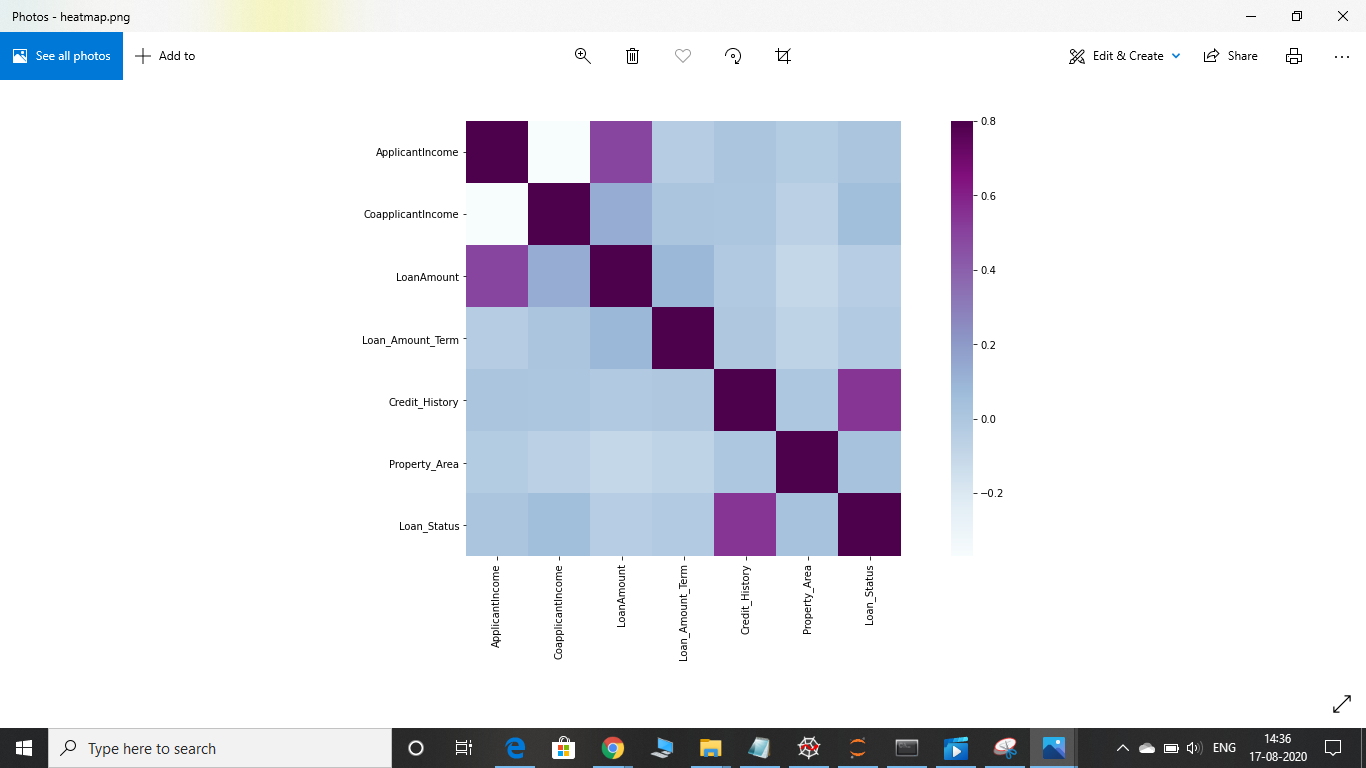 Photos - heatmap.png
See all photos
Add to
Edit & Create
Share
ApplicantIncome
CoapplicantIncome
LoanAmount
Loan_Amount_Term
Credit_History
Property_Area
Loan_Status
ApplicantIncome
CoapplicantIncome
LoanAmount
Loan_Amount_Term
Credit_History
Property_Area
Loan_Status
0.8
0.6
0.4
0.2
0.0
−0.2
Type here to search
ENG
14:36
17-08-2020